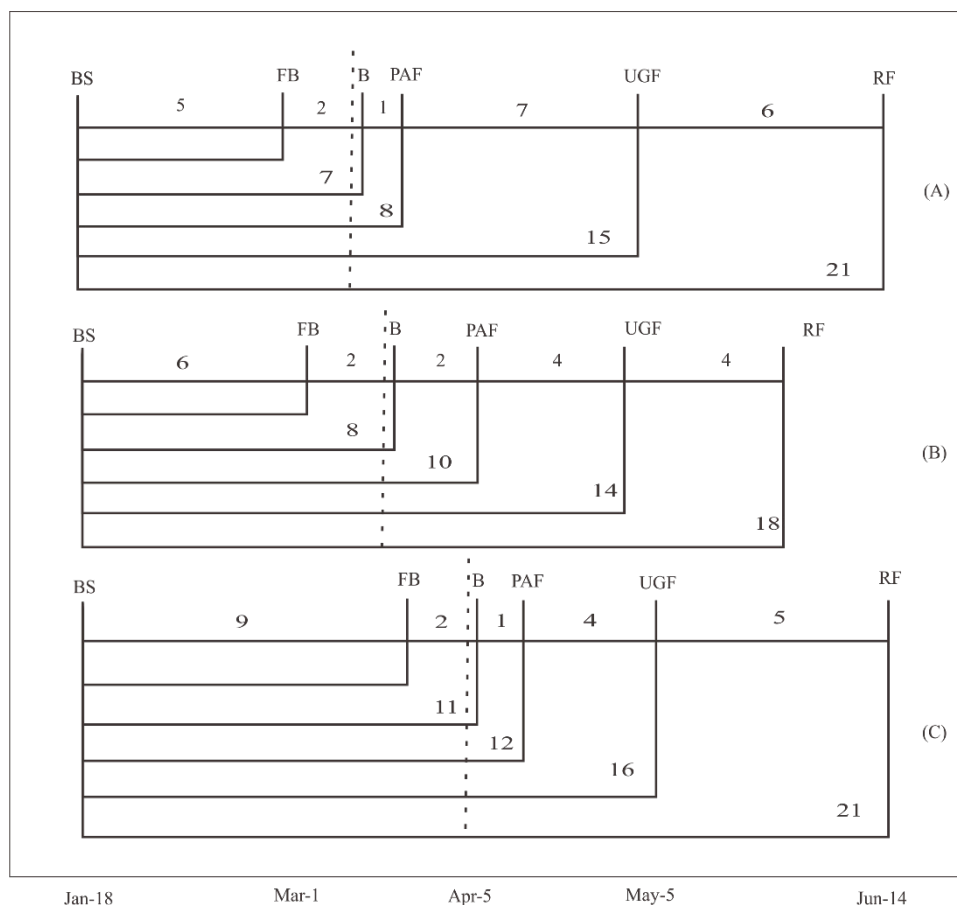 BS FB B PAF UGF RF
5 2 1 7 6
7
8
15
21
(A)
BS FB B PAF UGF RF
6 2 2 4 4
8
10
14
18
(B)
BS FB B PAF UGF RF
9 2 1 4 5
11
12
16
21
(C)
Jan-18 Mar-1 Apr-5 May-5 Jun-14